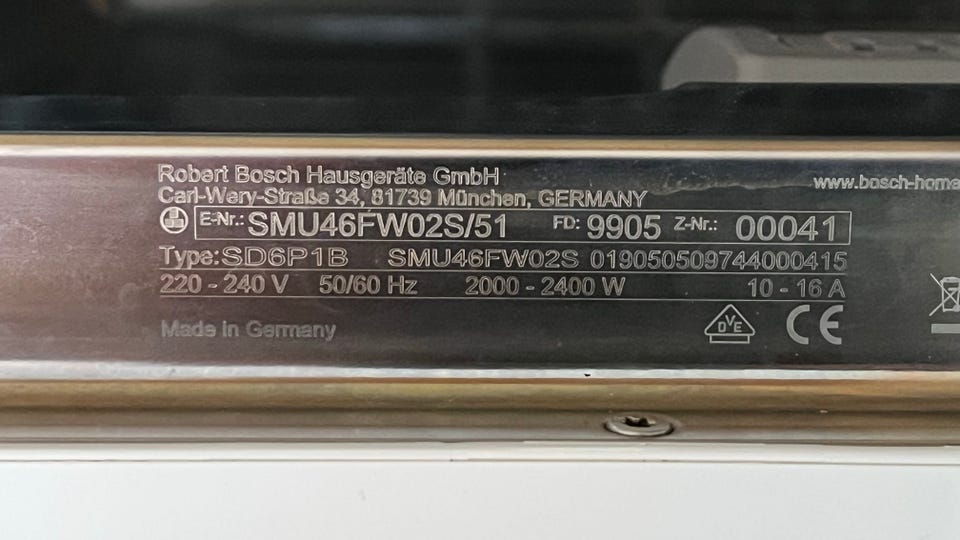 Robert Bosch Hausgeräte GmbH
Carl-Wery-Straße 34, 81739 München, GERMANY
www.bosch-home
E-Nr.: SMU46FW02S/51 FD: 9905 Z-Nr.: 00041
Type: SD6P1B SMU46FW02S 019050509744000415
220 - 240 V 50/60 Hz 2000 - 2400 W 10 - 16 A
Made in Germany
DVE CE